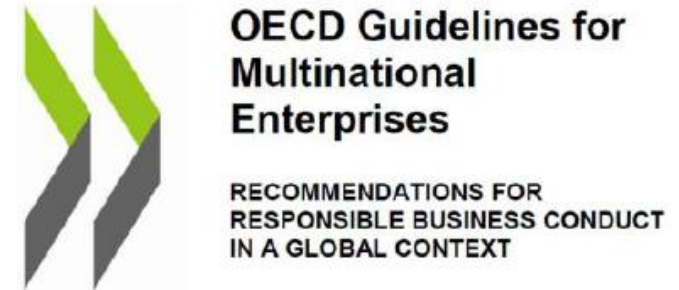 OECD Guidelines for
Multinational
Enterprises
RECOMMENDATIONS FOR
RESPONSIBLE BUSINESS CONDUCT
IN A GLOBAL CONTEXT